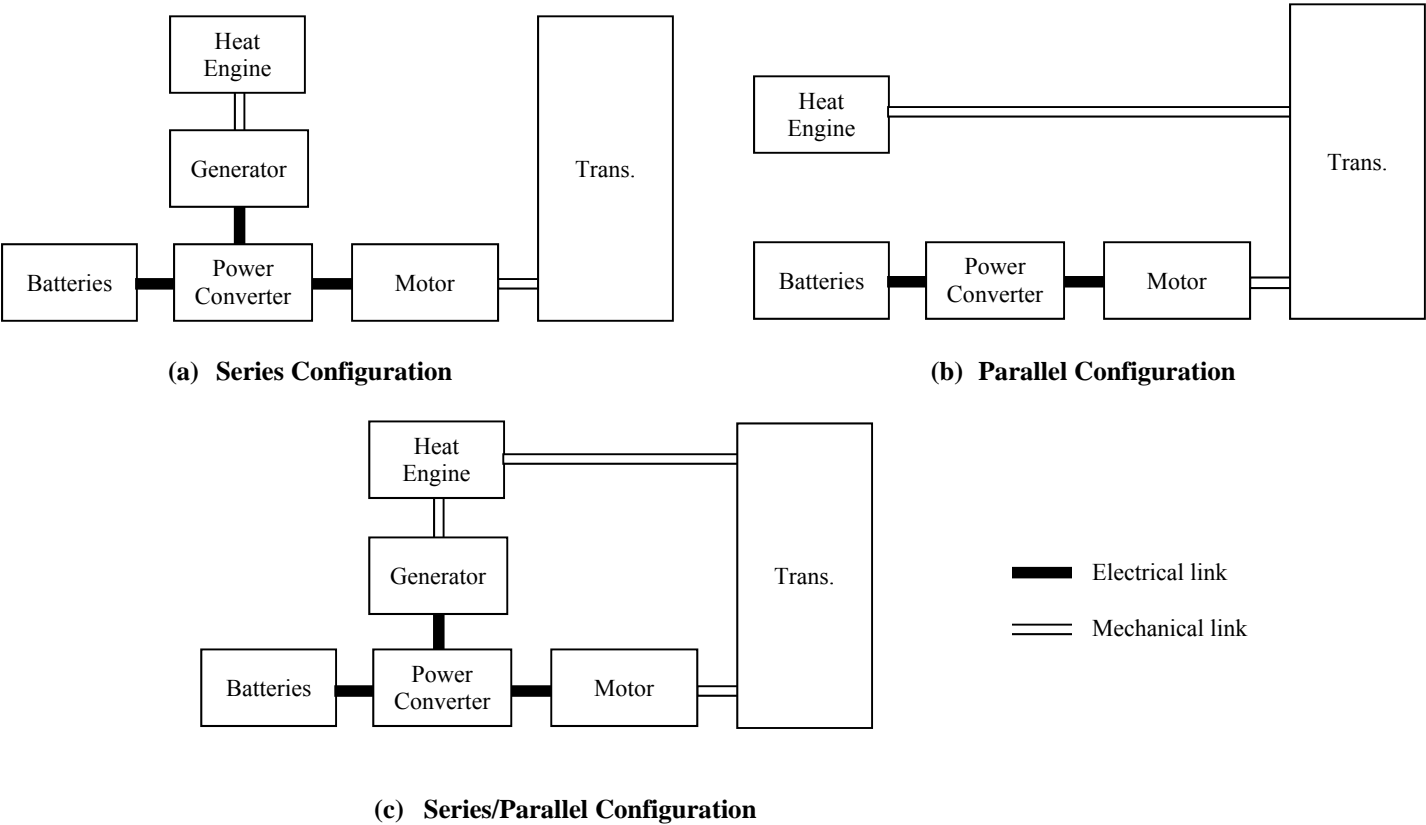 Heat
Engine
Generator
Trans.
Batteries
Power
Converter
Motor
(a) Series Configuration
Heat
Engine
Trans.
Batteries
Power
Converter
Motor
(b) Parallel Configuration
Heat
Engine
Generator
Trans.
Batteries
Power
Converter
Motor
Electrical link
Mechanical link
(c) Series/Parallel Configuration